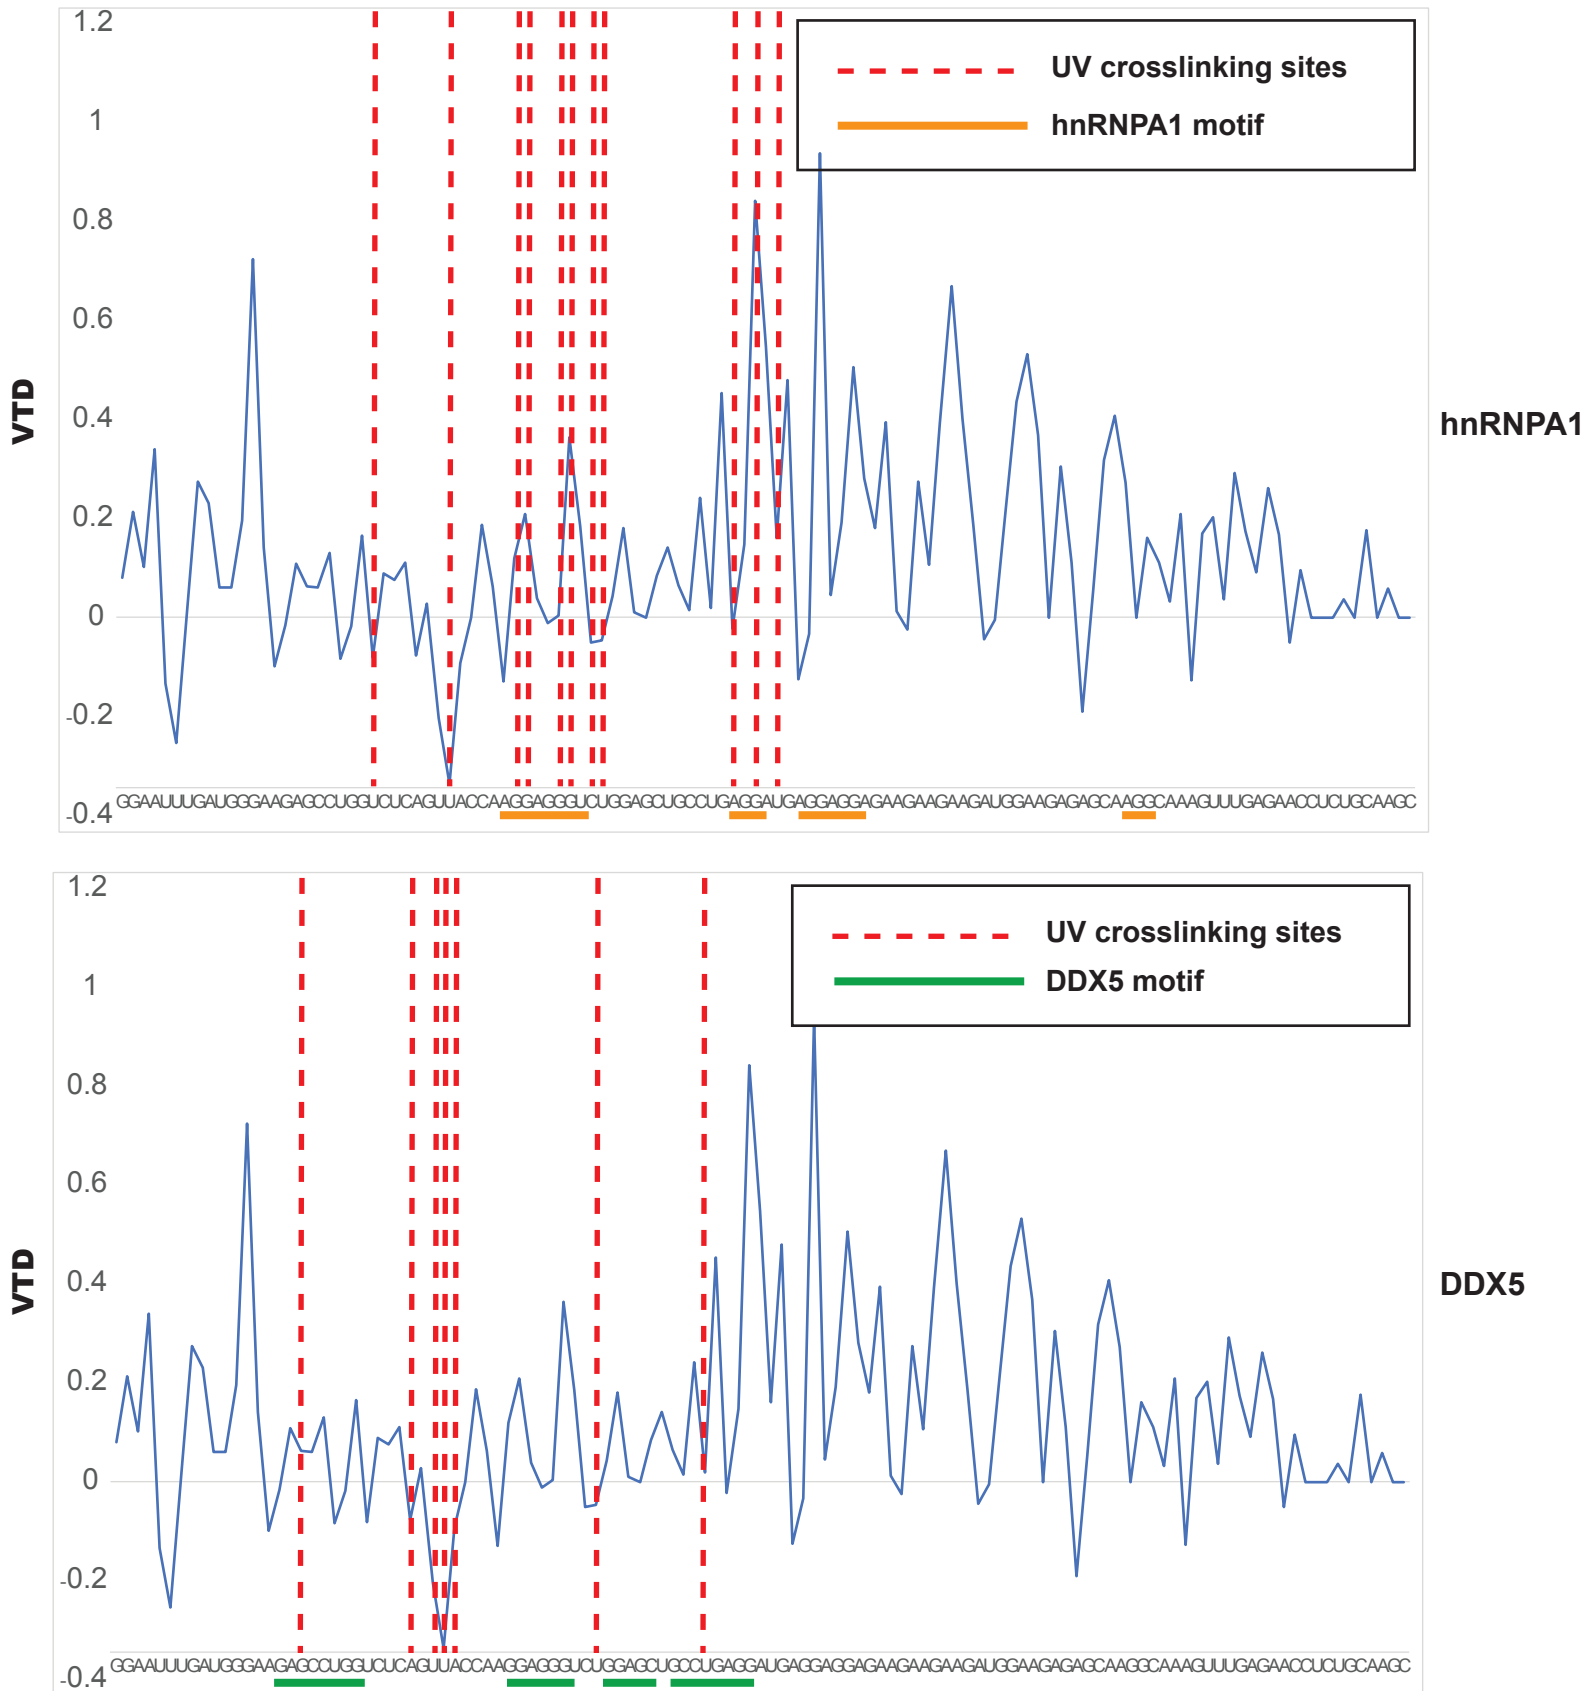 1.2
1
0.8
0.6
0.4
0.2
0
-0.2
-0.4
VTD
UV crosslinking sites
hnRNPA1 motif
hnRNPA1
GGAAUUUGAUGGGAAGAGCCUGGUCUCAGUUACCAAGGAGGGUCUGGAGCUGCCUGAGGAUGAGGAGGAGAAGAAGAAGAUGGAAGAGAGCAAGGCAAAGUUUGAGAACCUCUGCAAGC
1.2
1
0.8
0.6
0.4
0.2
0
-0.2
-0.4
VTD
UV crosslinking sites
DDX5 motif
DDX5
GGAAUUUGAUGGGAAGAGCCUGGUCUCAGUUACCAAGGAGGGUCUGGAGCUGCCUGAGGAUGAGGAGGAGAAGAAGAAGAUGGAAGAGAGCAAGGCAAAGUUUGAGAACCUCUGCAAGC